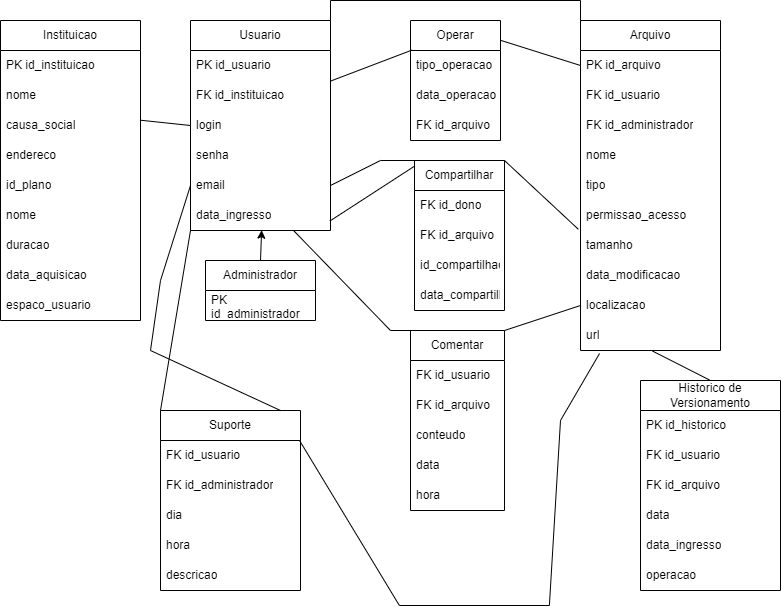 Instituicao
PK id_instituicao
nome
causa_social
endereco
id_plano
nome
duracao
data_aquisicao
espaco_usuario
Usuario
PK id_usuario
FK id_instituicao
login
senha
email
data_ingresso
Administrador
PK
id_administrador
Operar
tipo_operacao
data_operacao
FK id_arquivo
Compartilhar
FK id_dono
FK id_arquivo
id_compartilha
data_compartil
Comentar
FK id_usuario
FK id_arquivo
conteudo
data
hora
Arquivo
PK id_arquivo
FK id_usuario
FK id_administrador
nome
tipo
permissao_acesso
tamanho
data_modificacao
localizacao
url
Suporte
FK id_usuario
FK id_administrador
dia
hora
descricao
Historico de
Versionamento
PK id_historico
FK id_usuario
FK id_arquivo
data
data_ingresso
operacao